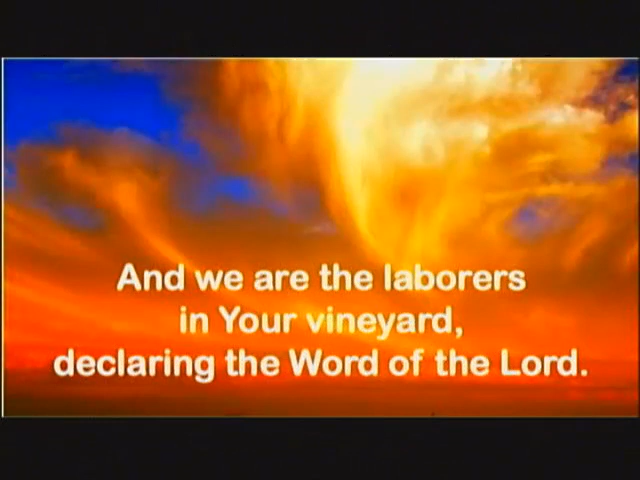 And we are the laborers
in Your vineyard,
declaring the Word of the Lord.